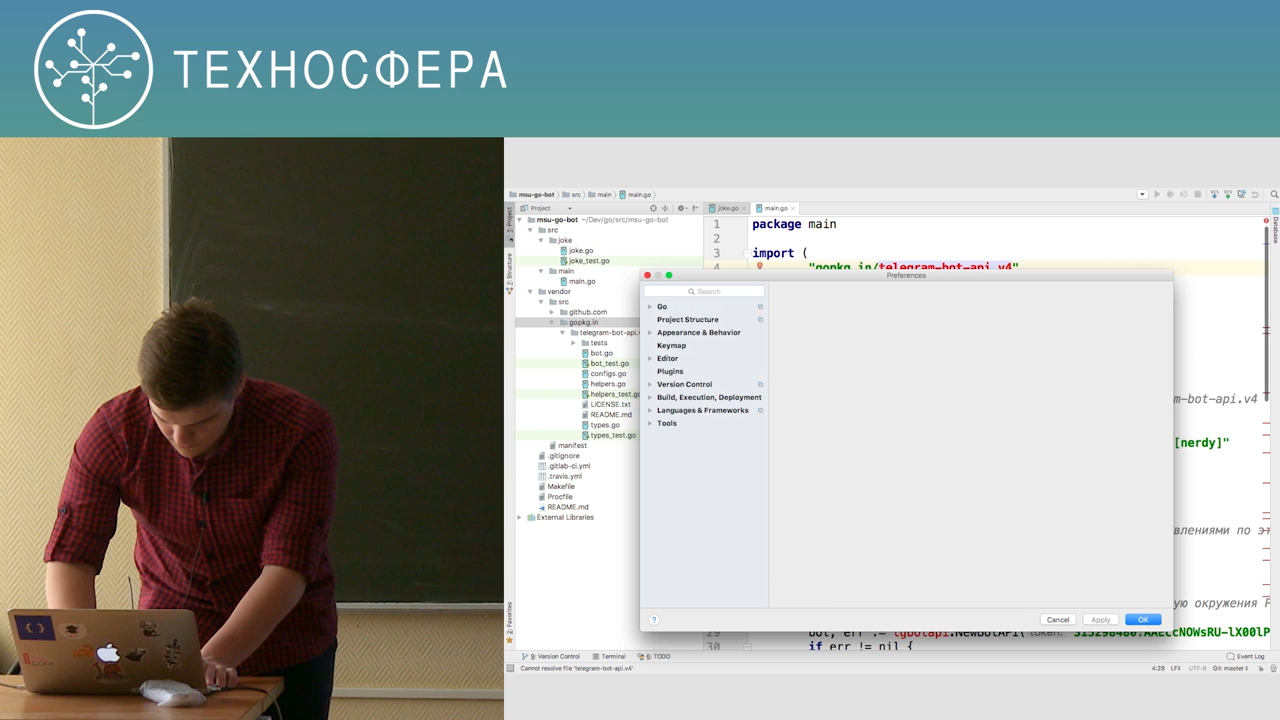 ТЕХНОСФЕРА
msu-go-bot
src
main
main.go
Project
joke.go
main.go
1: Project
Z: Structure
2: Favorites
Database
msu-go-bot ~/Dev/go/src/msu-go-bot
src
joke
joke.go
joke_test.go
main
main.go
vendor
src
github.com
gopkg.in
telegram-bot-api.v
tests
bot.go
bot_test.go
configs.go
helpers.go
helpers_test.go
LICENSE.txt
README.md
types.go
types_test.go
manifest
.gitignore
.gitlab-ci.yml
.travis.yml
Makefile
Procfile
README.md
External Libraries
1 package main
2
3 import (
4 "gopkg.in/telegram-bot-api.v4"
Preferences
Search
Go
Project Structure
Appearance & Behavior
Keymap
Editor
Plugins
Version Control
Build, Execution, Deployment
Languages & Frameworks
Tools
?
Cancel
Apply
OK
m-bot-api.v4
[nerdy]"
влениями по э
ую окружения
29 bot, err := tgbotapi.NewBotAPI(
30 if err != nil {
9: Version Control
Terminal
6: TODO
Event Log
Cannot resolve file 'telegram-bot-api.v4'
4:28 LF÷ UTF-8 Git: master÷